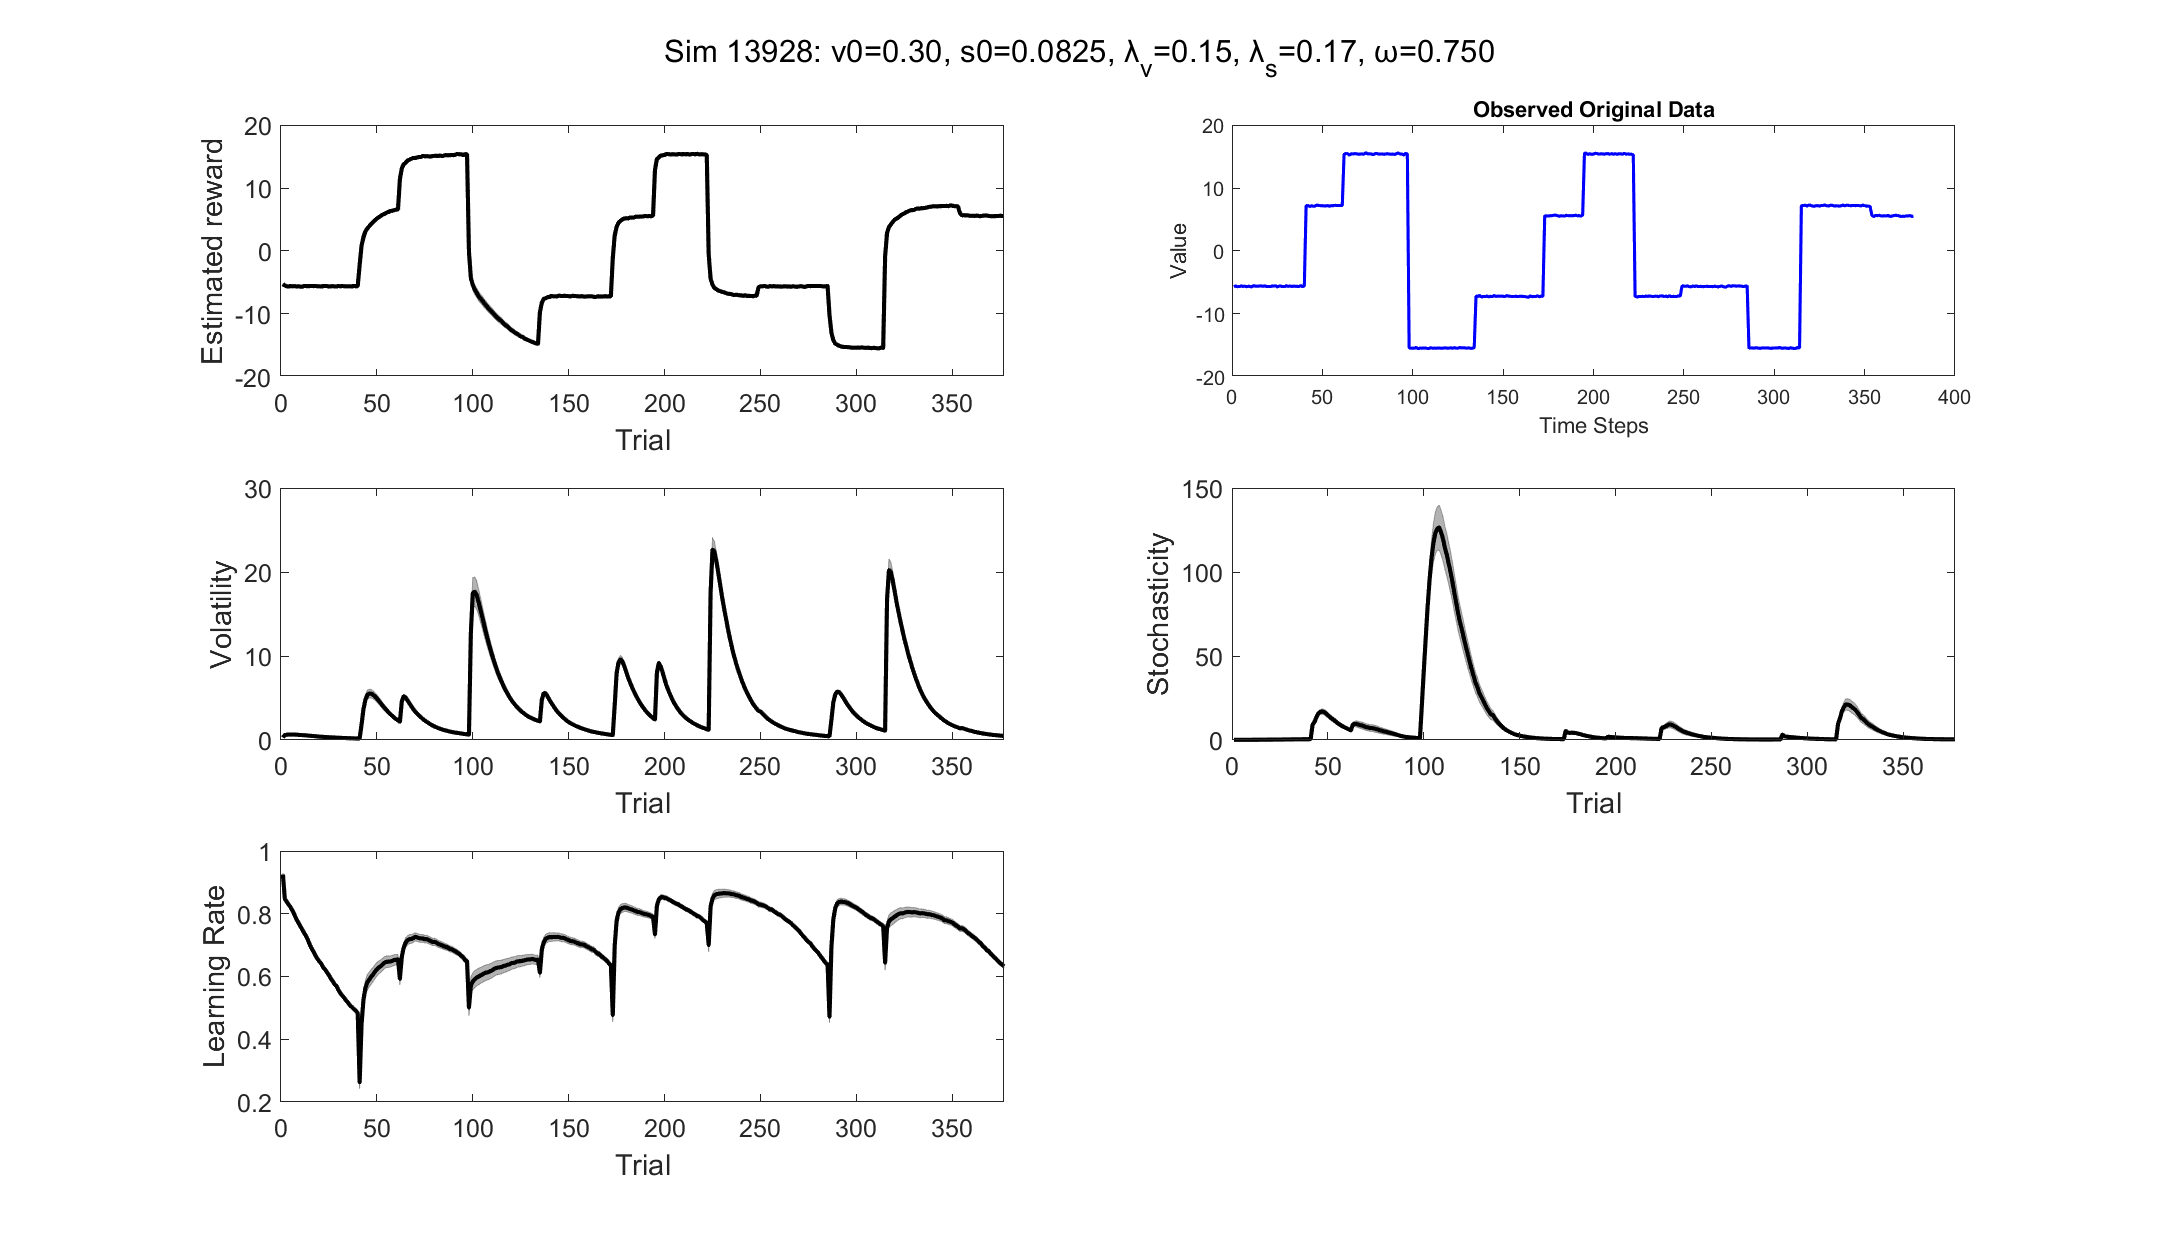 Sim 13928: v0=0.30, s0=0.0825, λv=0.15, λs=0.17, ω=0.750
Estimated reward
20
10
0
-10
-20
0 50 100 150 200 250 300 350
Trial
Observed Original Data
Value
20
10
0
-10
-20
0 50 100 150 200 250 300 350 400
Time Steps
Volatility
30
20
10
0
0 50 100 150 200 250 300 350
Trial
Stochasticity
150
100
50
0
0 50 100 150 200 250 300 350
Trial
Learning Rate
1
0.8
0.6
0.4
0.2
0 50 100 150 200 250 300 350
Trial